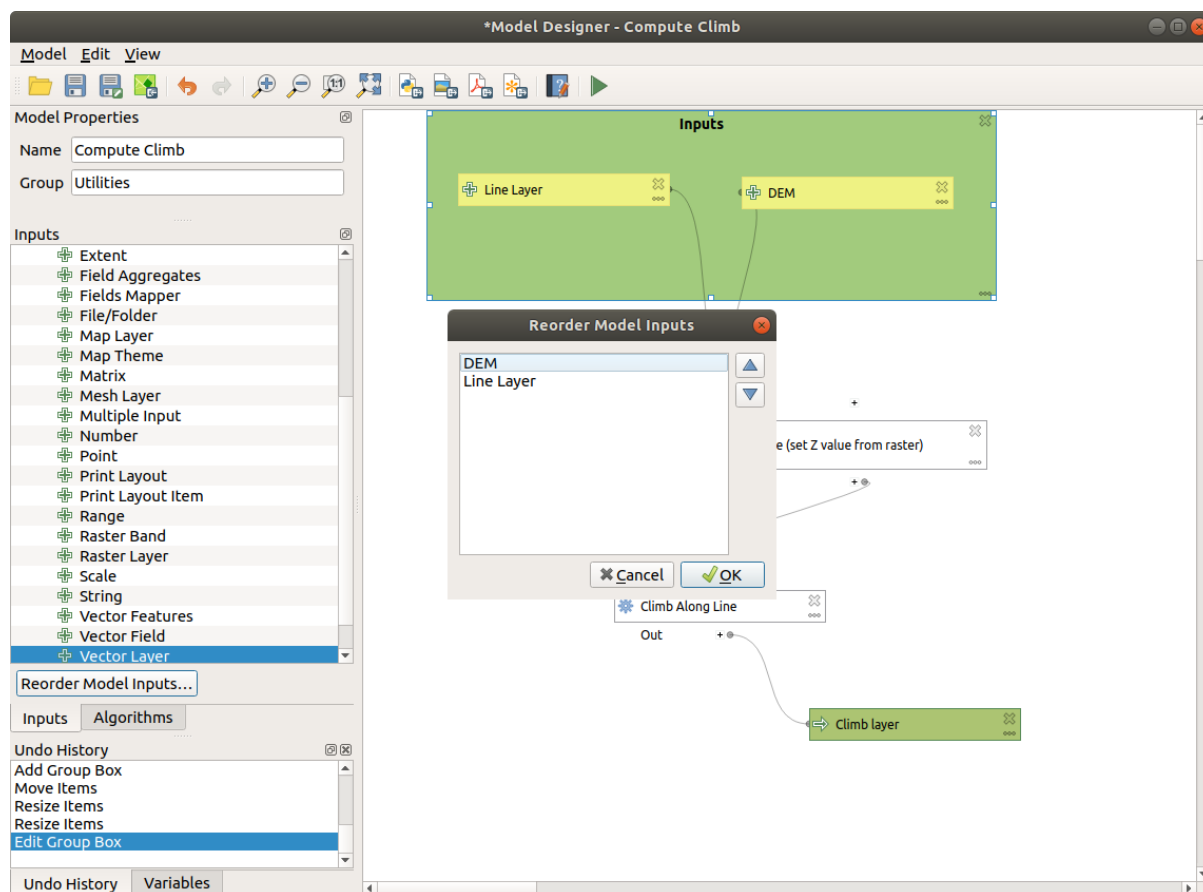 *Model Designer - Compute Climb
Model Edit View
Model Properties
Name Compute Climb
Group Utilities
Inputs
Extent
Field Aggregates
Fields Mapper
File/Folder
Map Layer
Map Theme
Matrix
Mesh Layer
Multiple Input
Number
Point
Print Layout
Print Layout Item
Range
Raster Band
Raster Layer
Scale
String
Vector Features
Vector Field
Vector Layer
Reorder Model Inputs...
Inputs Algorithms
Undo History
Add Group Box
Move Items
Resize Items
Resize Items
Edit Group Box
Undo History Variables
Inputs
Line Layer
DEM
Reorder Model Inputs
DEM
Line Layer
Cancel OK
e (set Z value from raster)
Climb Along Line
Out
Climb layer